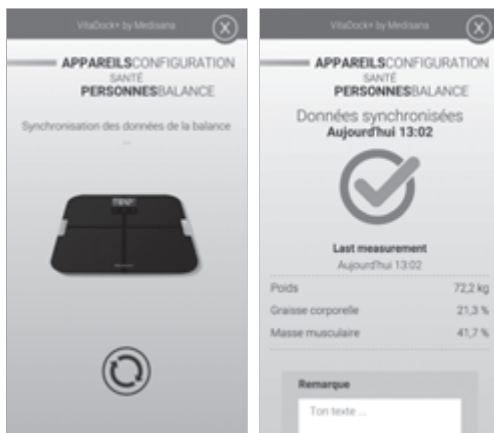 VitaDock+ by Medisana
X
APPAREILSCONFIGURATION
SANTÉ
PERSONNESBALANCE
Synchronisation des données de la balance
...
VitaDock+ by Medisana
X
APPAREILSCONFIGURATION
SANTÉ
PERSONNESBALANCE
Données synchronisées
Aujourd'hui 13:02
Last measurement
Aujourd'hui 13:02
Poids 72,2 kg
Graisse corporelle 21,3 %
Masse musculaire 41,7 %
Remarque
Ton texte ...